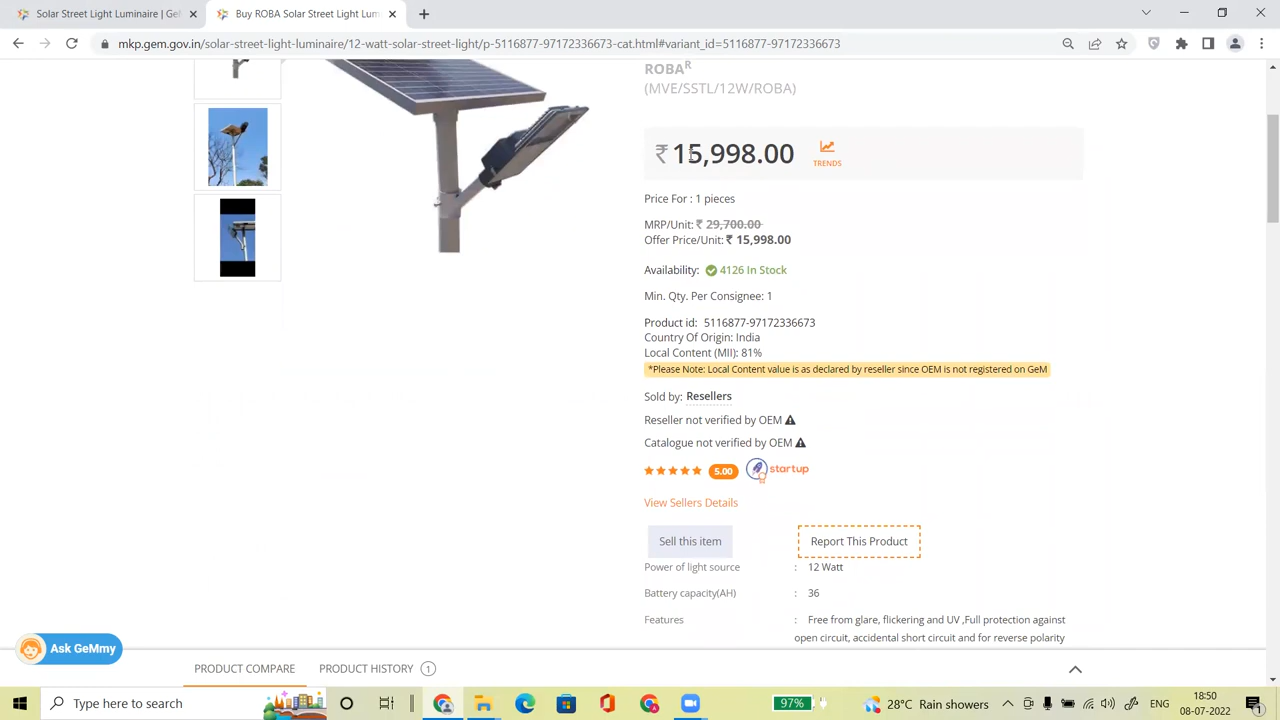 Solar Street Light Luminaire | Gel
Buy ROBA Solar Street Light Lum
mkp.gem.gov.in/solar-street-light-luminaire/12-watt-solar-street-light/p-5116877-97172336673-cat.html#variant_id=5116877-97172336673
ROBAR
(MVE/SSTL/12W/ROBA)
₹ 15,998.00
TRENDS
Price For : 1 pieces
MRP/Unit: ₹ 29,700.00
Offer Price/Unit: ₹ 15,998.00
Availability: 4126 In Stock
Min. Qty. Per Consignee: 1
Product id: 5116877-97172336673
Country Of Origin: India
Local Content (MII): 81%
*Please Note: Local Content value is as declared by reseller since OEM is not registered on GeM
Sold by: Resellers
Reseller not verified by OEM
Catalogue not verified by OEM
5.00 startup
View Sellers Details
Sell this item
Report This Product
Power of light source : 12 Watt
Battery capacity(AH) : 36
Features : Free from glare, flickering and UV ,Full protection against
open circuit, accidental short circuit and for reverse polarity
Ask GeMmy
PRODUCT COMPARE PRODUCT HISTORY 1
Type here to search
97%
28°C Rain showers
ENG
18:50
08-07-2022
1